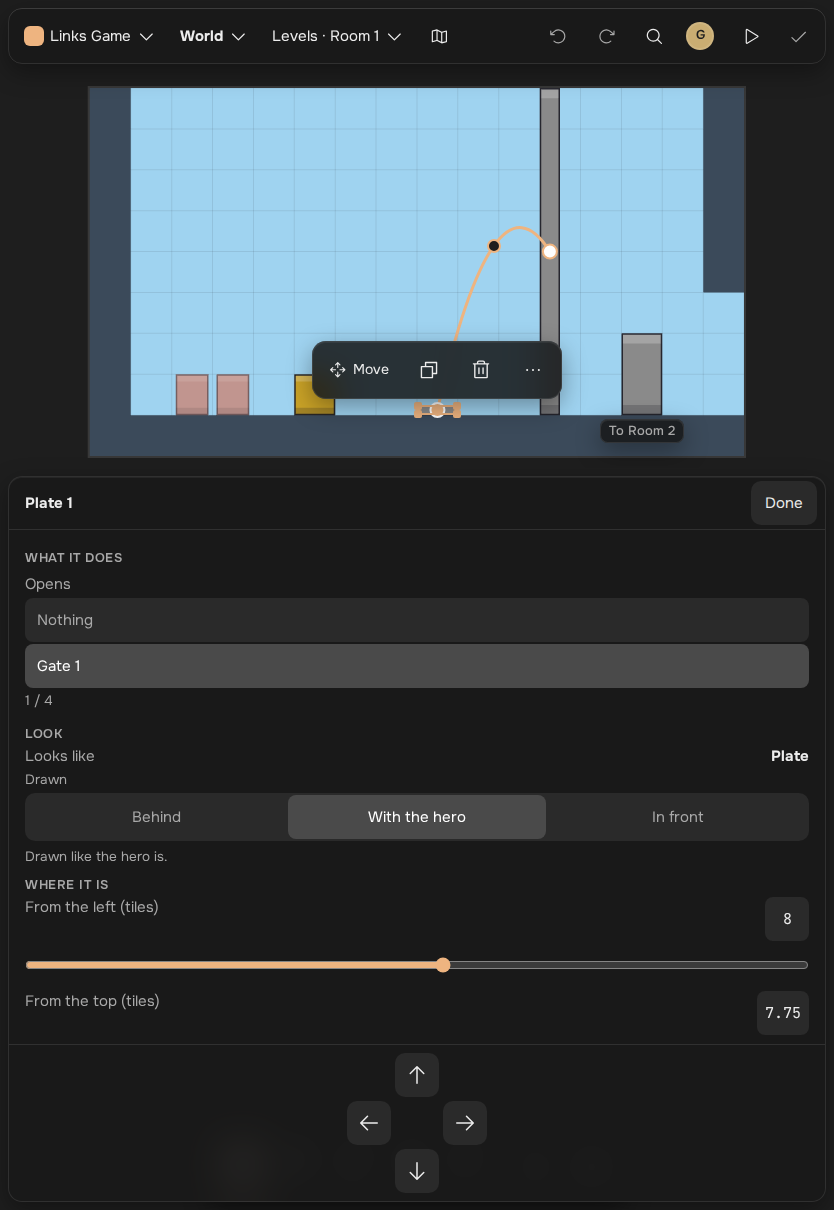 Links Game
World
Levels · Room 1
G
Move
To Room 2
Plate 1
Done
WHAT IT DOES
Opens
Nothing
Gate 1
1 / 4
LOOK
Looks like
Plate
Drawn
Behind
With the hero
In front
Drawn like the hero is.
WHERE IT IS
From the left (tiles)
8
From the top (tiles)
7.75